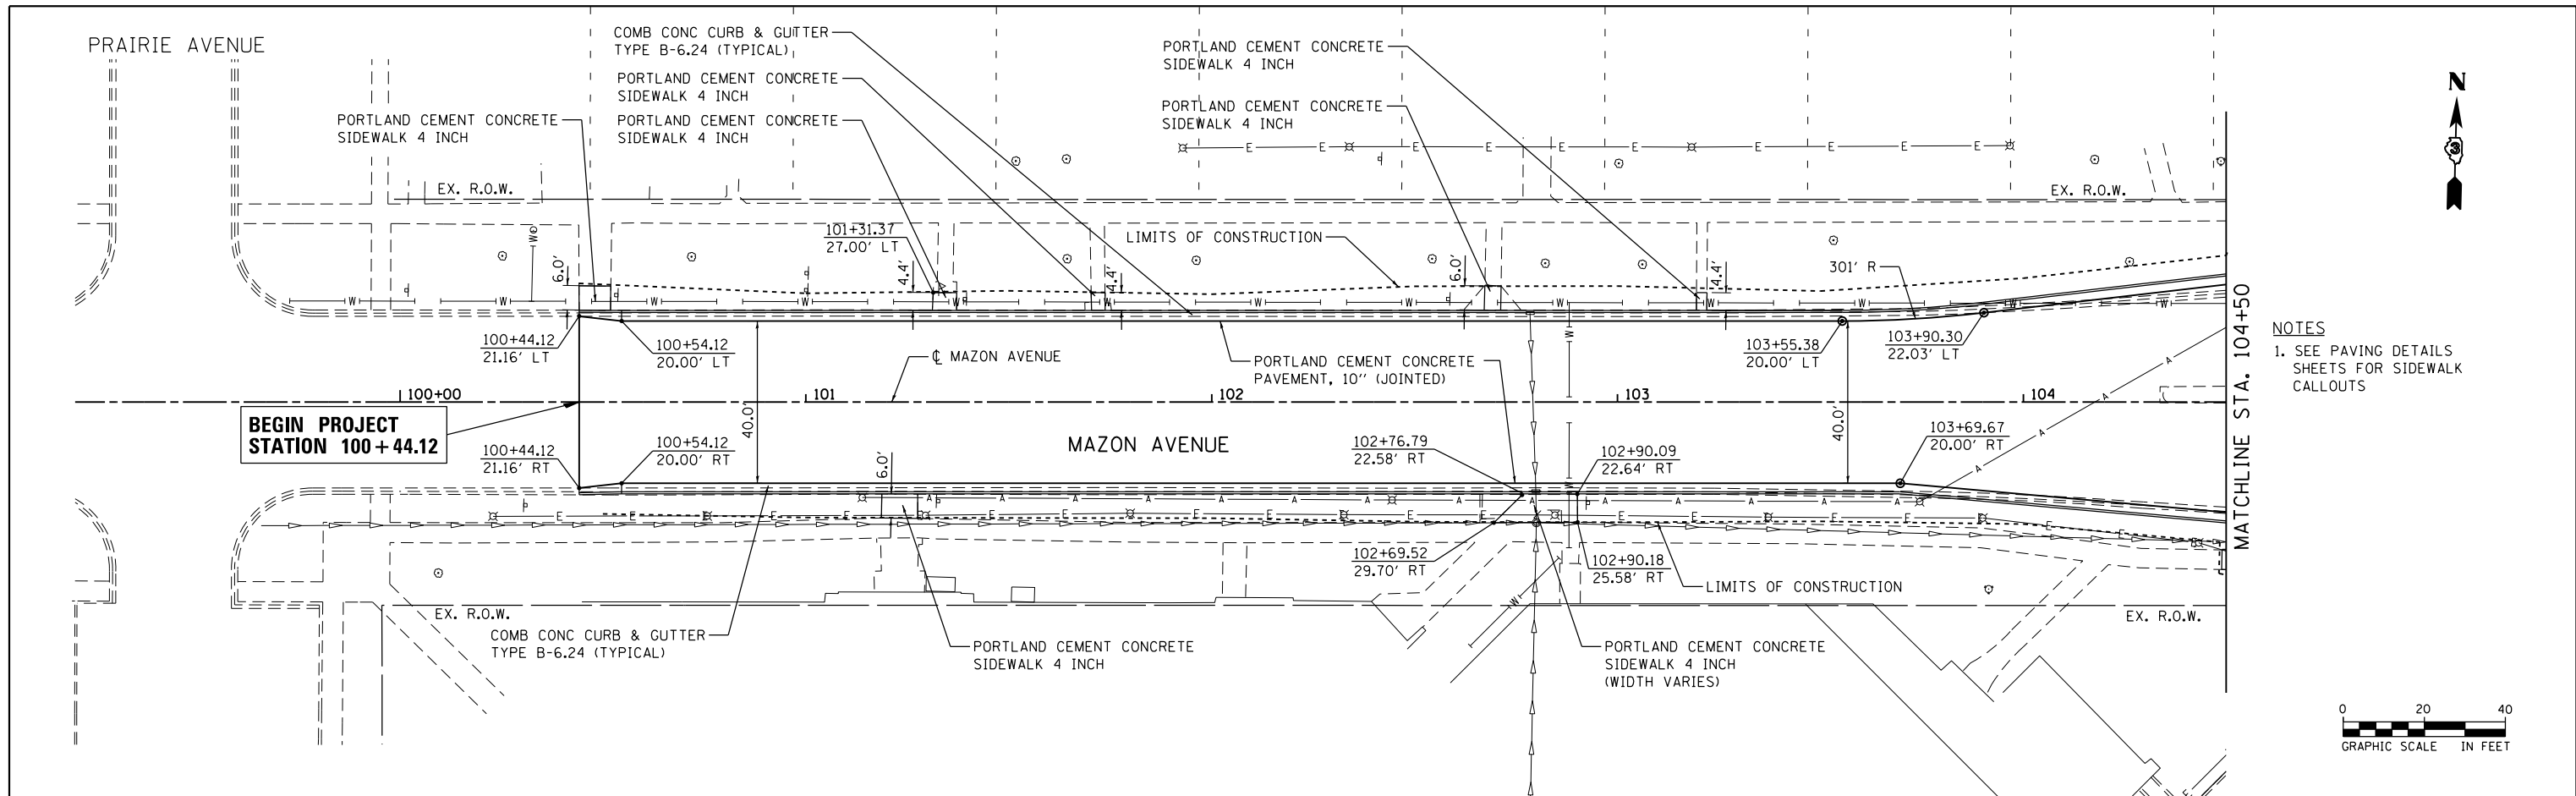 PRAIRIE AVENUE
COMB CONC CURB & GUTTER
TYPE B-6.24 (TYPICAL)
PORTLAND CEMENT CONCRETE
SIDEWALK 4 INCH
PORTLAND CEMENT CONCRETE
SIDEWALK 4 INCH
PORTLAND CEMENT CONCRETE
SIDEWALK 4 INCH
PORTLAND CEMENT CONCRETE
SIDEWALK 4 INCH
PORTLAND CEMENT CONCRETE
SIDEWALK 4 INCH
N
3
E E E E E E E E E E E
EX. R.O.W.
EX. R.O.W.
101+31.37
27.00' LT
LIMITS OF CONSTRUCTION
301' R
6.0'
4.4'
4.4'
6.0'
4.4'
W W W W W W W W W W W W W W
100+44.12
21.16' LT
100+54.12
20.00' LT
℄ MAZON AVENUE
PORTLAND CEMENT CONCRETE
PAVEMENT, 10'' (JOINTED)
103+55.38
20.00' LT
103+90.30
22.03' LT
MATCHLINE STA. 104+50
NOTES
1. SEE PAVING DETAILS
SHEETS FOR SIDEWALK
CALLOUTS
100+00
101
102
103
104
BEGIN PROJECT
STATION 100+44.12
40.0'
40.0'
MAZON AVENUE
100+44.12
21.16' RT
100+54.12
20.00' RT
6.0'
102+76.79
22.58' RT
102+90.09
22.64' RT
103+69.67
20.00' RT
A A A A A A A A A A A A
E E E E E E E E E E E E
102+69.52
29.70' RT
102+90.18
25.58' RT
LIMITS OF CONSTRUCTION
EX. R.O.W.
EX. R.O.W.
COMB CONC CURB & GUTTER
TYPE B-6.24 (TYPICAL)
PORTLAND CEMENT CONCRETE
SIDEWALK 4 INCH
PORTLAND CEMENT CONCRETE
SIDEWALK 4 INCH
(WIDTH VARIES)
0 20 40
GRAPHIC SCALE IN FEET